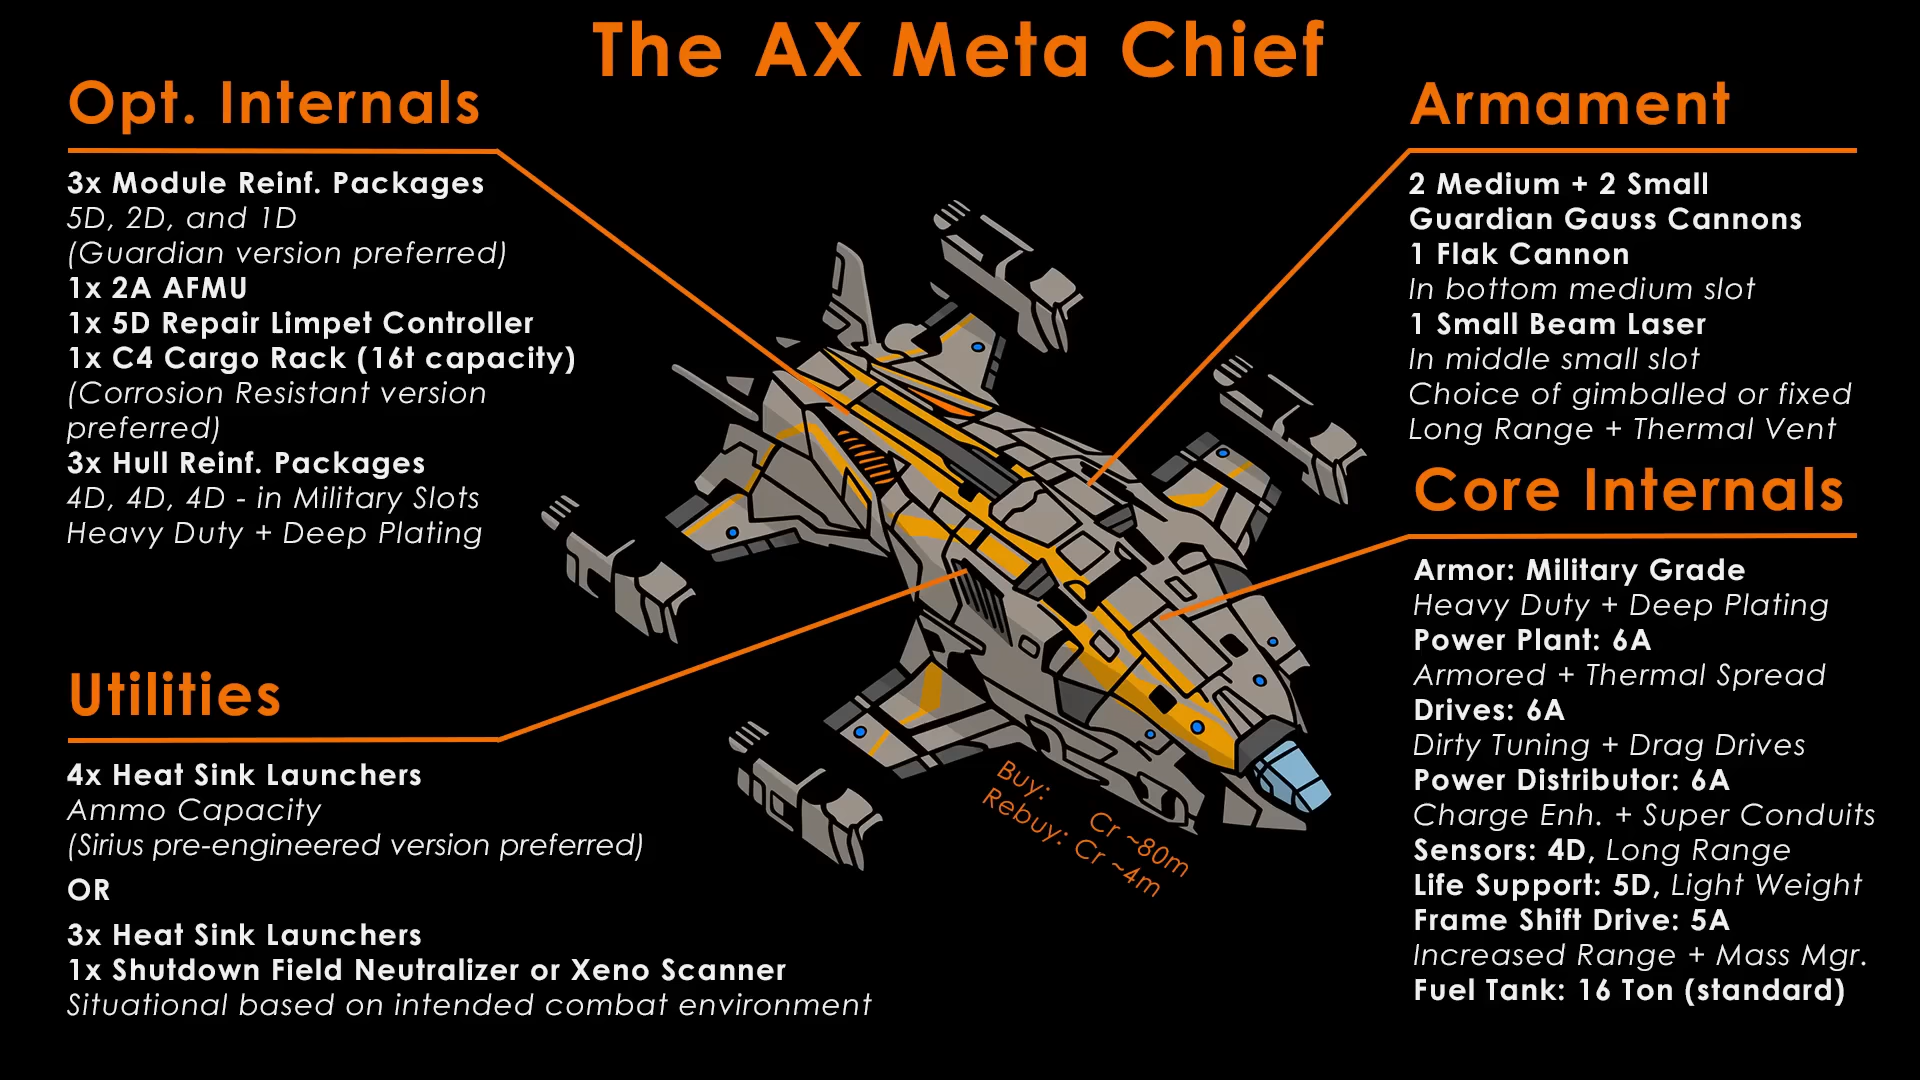 The AX Meta Chief
Opt. Internals
3x Module Reinf. Packages
5D, 2D, and 1D
(Guardian version preferred)
1x 2A AFMU
1x 5D Repair Limpet Controller
1x C4 Cargo Rack (16t capacity)
(Corrosion Resistant version
preferred)
3x Hull Reinf. Packages
4D, 4D, 4D - in Military Slots
Heavy Duty + Deep Plating
Utilities
4x Heat Sink Launchers
Ammo Capacity
(Sirius pre-engineered version preferred)
OR
3x Heat Sink Launchers
1x Shutdown Field Neutralizer or Xeno Scanner
Situational based on intended combat environment
Buy: Cr ~80m
Rebuy: Cr ~4m
Armament
2 Medium + 2 Small
Guardian Gauss Cannons
1 Flak Cannon
In bottom medium slot
1 Small Beam Laser
In middle small slot
Choice of gimballed or fixed
Long Range + Thermal Vent
Core Internals
Armor: Military Grade
Heavy Duty + Deep Plating
Power Plant: 6A
Armored + Thermal Spread
Drives: 6A
Dirty Tuning + Drag Drives
Power Distributor: 6A
Charge Enh. + Super Conduits
Sensors: 4D, Long Range
Life Support: 5D, Light Weight
Frame Shift Drive: 5A
Increased Range + Mass Mgr.
Fuel Tank: 16 Ton (standard)